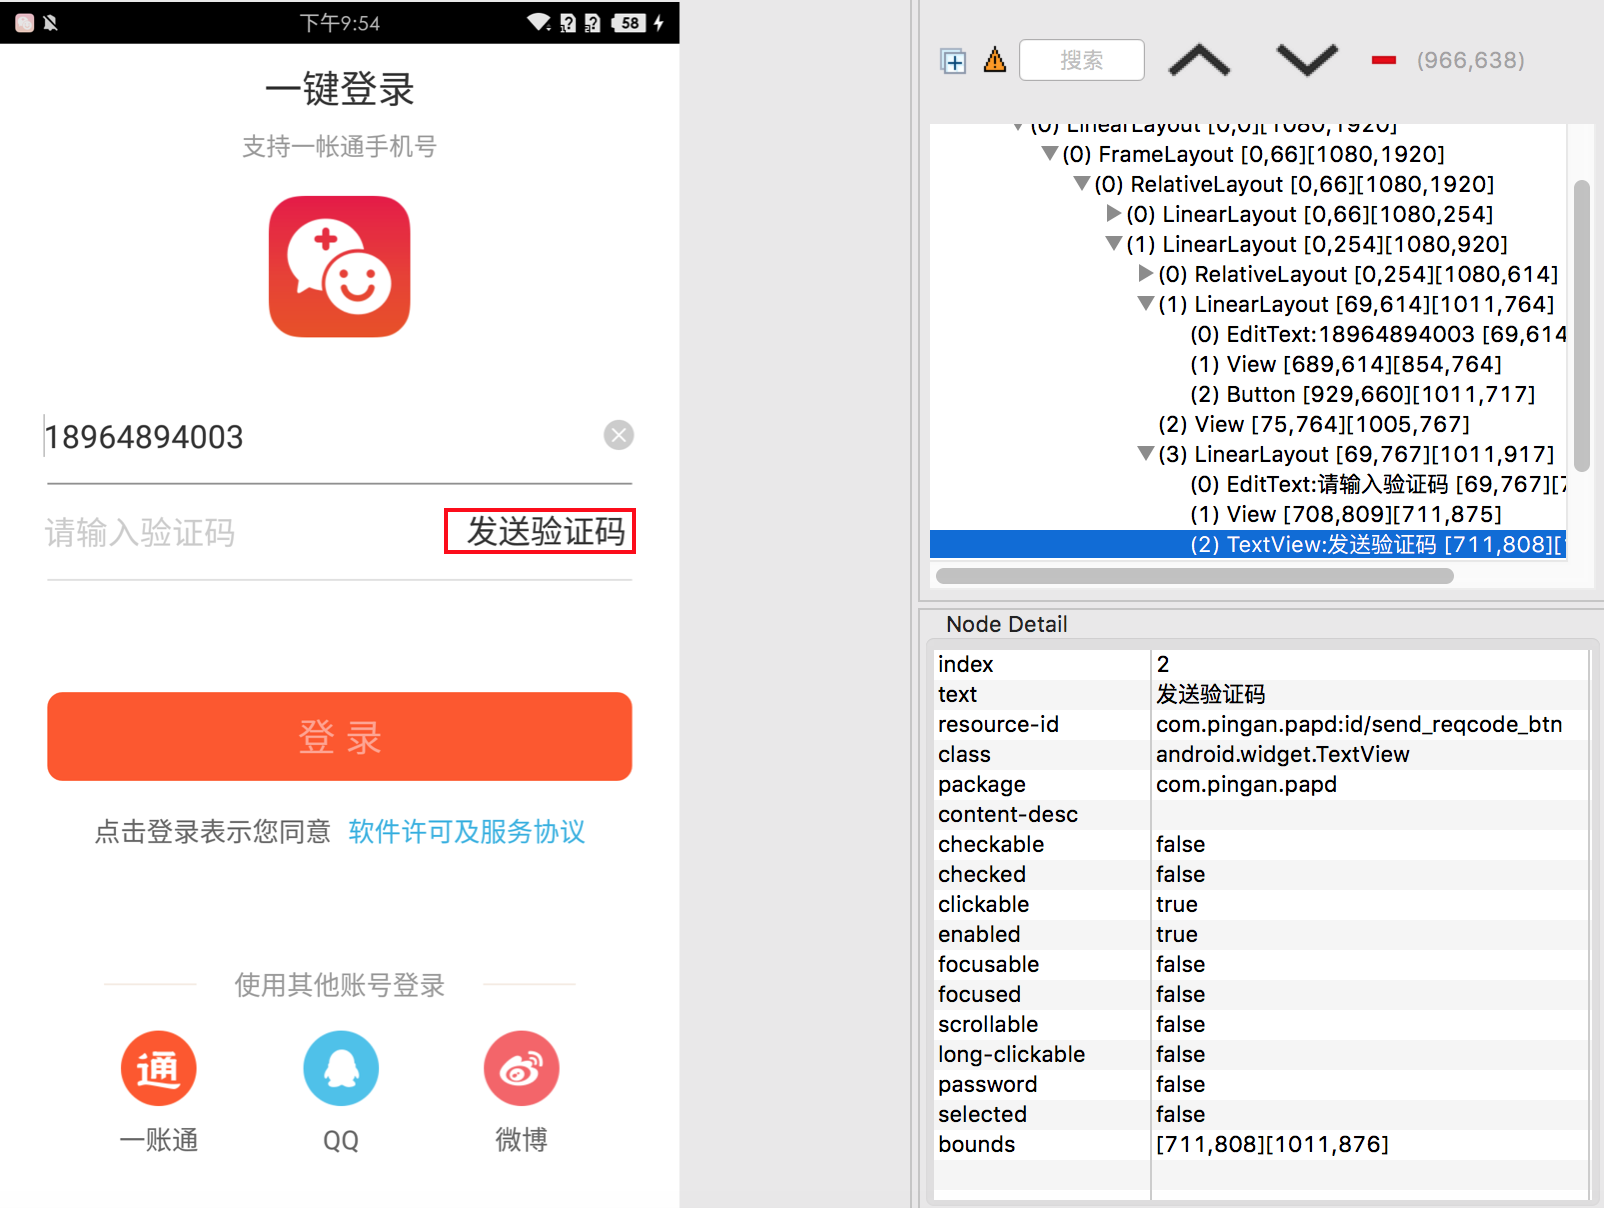 下午9:54
58
一键登录
支持一帐通手机号
18964894003
请输入验证码
发送验证码
登 录
点击登录表示您同意 软件许可及服务协议
使用其他账号登录
通
一账通
QQ
微博
搜索
(966,638)
(0) LinearLayout [0,0][1080,1920]
(0) FrameLayout [0,66][1080,1920]
(0) RelativeLayout [0,66][1080,1920]
(0) LinearLayout [0,66][1080,254]
(1) LinearLayout [0,254][1080,920]
(0) RelativeLayout [0,254][1080,614]
(1) LinearLayout [69,614][1011,764]
(0) EditText:18964894003 [69,614
(1) View [689,614][854,764]
(2) Button [929,660][1011,717]
(2) View [75,764][1005,767]
(3) LinearLayout [69,767][1011,917]
(0) EditText:请输入验证码 [69,767][7
(1) View [708,809][711,875]
(2) TextView:发送验证码 [711,808][1
Node Detail
index 2
text 发送验证码
resource-id com.pingan.papd:id/send_reqcode_btn
class android.widget.TextView
package com.pingan.papd
content-desc
checkable false
checked false
clickable true
enabled true
focusable false
focused false
scrollable false
long-clickable false
password false
selected false
bounds [711,808][1011,876]